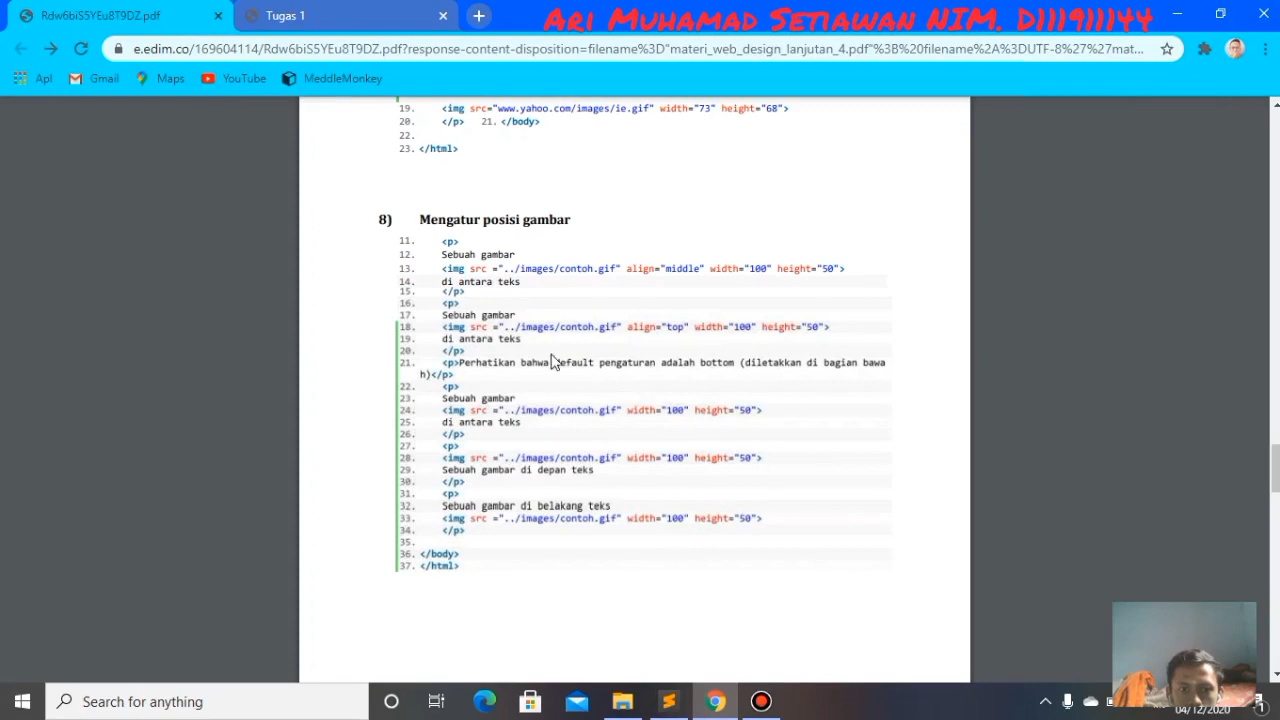 Rdw6biS5YEu8T9DZ.pdf
Tugas 1
ARI MUHAMAD SETIAWAN NIM. D111911144
e.edim.co/169604114/Rdw6biS5YEu8T9DZ.pdf?response-content-disposition=filename%3D"materi_web_design_lanjutan_4.pdf"%3B%20filename%2A%3DUTF-8%27%27mat...
Apl
Gmail
Maps
YouTube
MeddleMonkey
19. <img src="www.yahoo.com/images/ie.gif" width="73" height="68">
20. </p> 21. </body>
22.
23. </html>
8) Mengatur posisi gambar
11. <p>
12. Sebuah gambar
13. <img src ="../images/contoh.gif" align="middle" width="100" height="50">
14. di antara teks
15. </p>
16. <p>
17. Sebuah gambar
18. <img src ="../images/contoh.gif" align="top" width="100" height="50">
19. di antara teks
20. </p>
21. <p>Perhatikan bahwa default pengaturan adalah bottom (diletakkan di bagian bawa
h)</p>
22. <p>
23. Sebuah gambar
24. <img src ="../images/contoh.gif" width="100" height="50">
25. di antara teks
26. </p>
27. <p>
28. <img src ="../images/contoh.gif" width="100" height="50">
29. Sebuah gambar di depan teks
30. </p>
31. <p>
32. Sebuah gambar di belakang teks
33. <img src ="../images/contoh.gif" width="100" height="50">
34. </p>
35.
36. </body>
37. </html>
Search for anything
04/12/2020
1